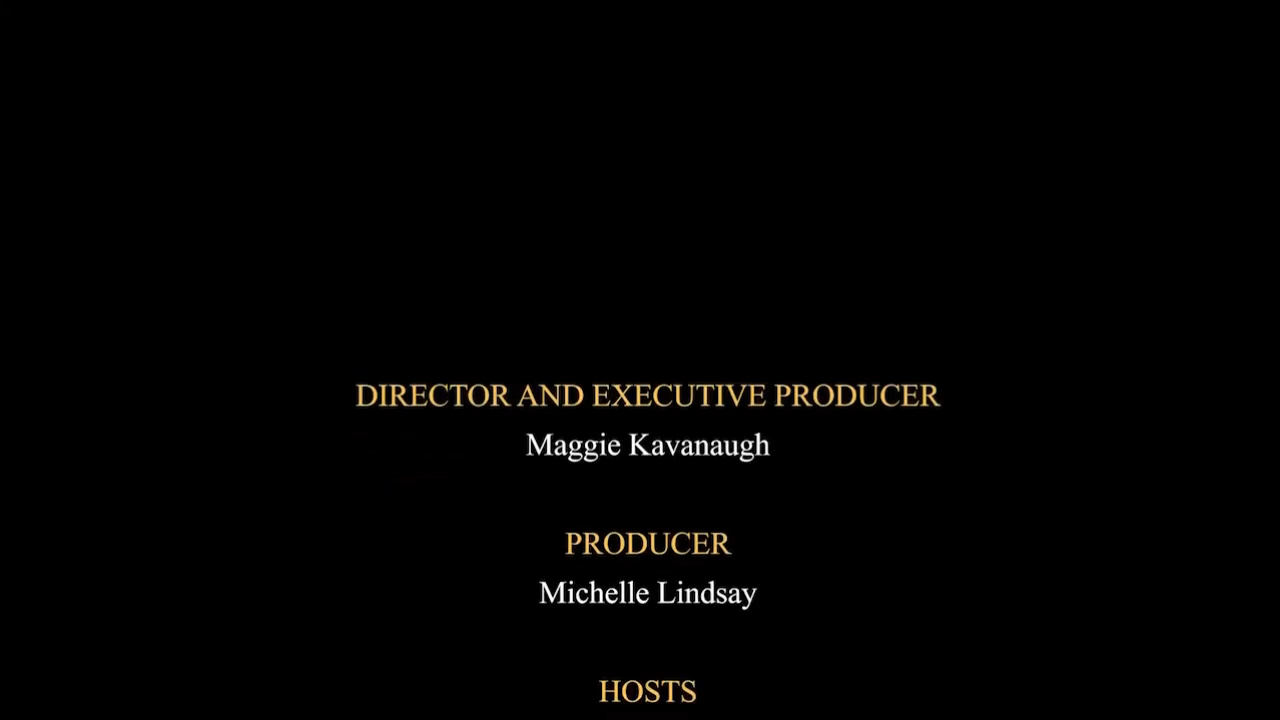 DIRECTOR AND EXECUTIVE PRODUCER
Maggie Kavanaugh
PRODUCER
Michelle Lindsay
HOSTS